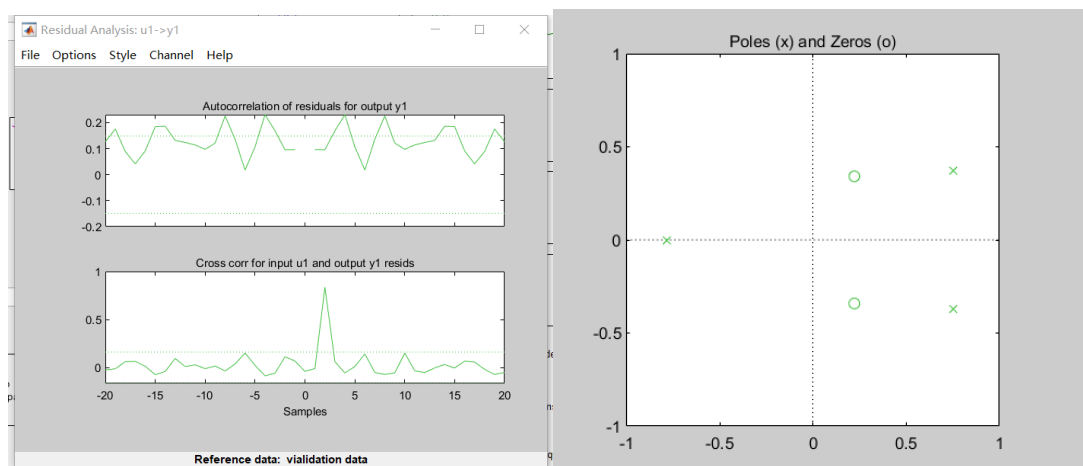 Residual Analysis: u1->y1
File Options Style Channel Help
Autocorrelation of residuals for output y1
0.2
0.1
0
-0.1
-0.2
Cross corr for input u1 and output y1 resids
1
0.5
0
-20 -15 -10 -5 0 5 10 15 20
Samples
Reference data: vialidation data
Poles (x) and Zeros (o)
1
0.5
0
-0.5
-1
-1 -0.5 0 0.5 1